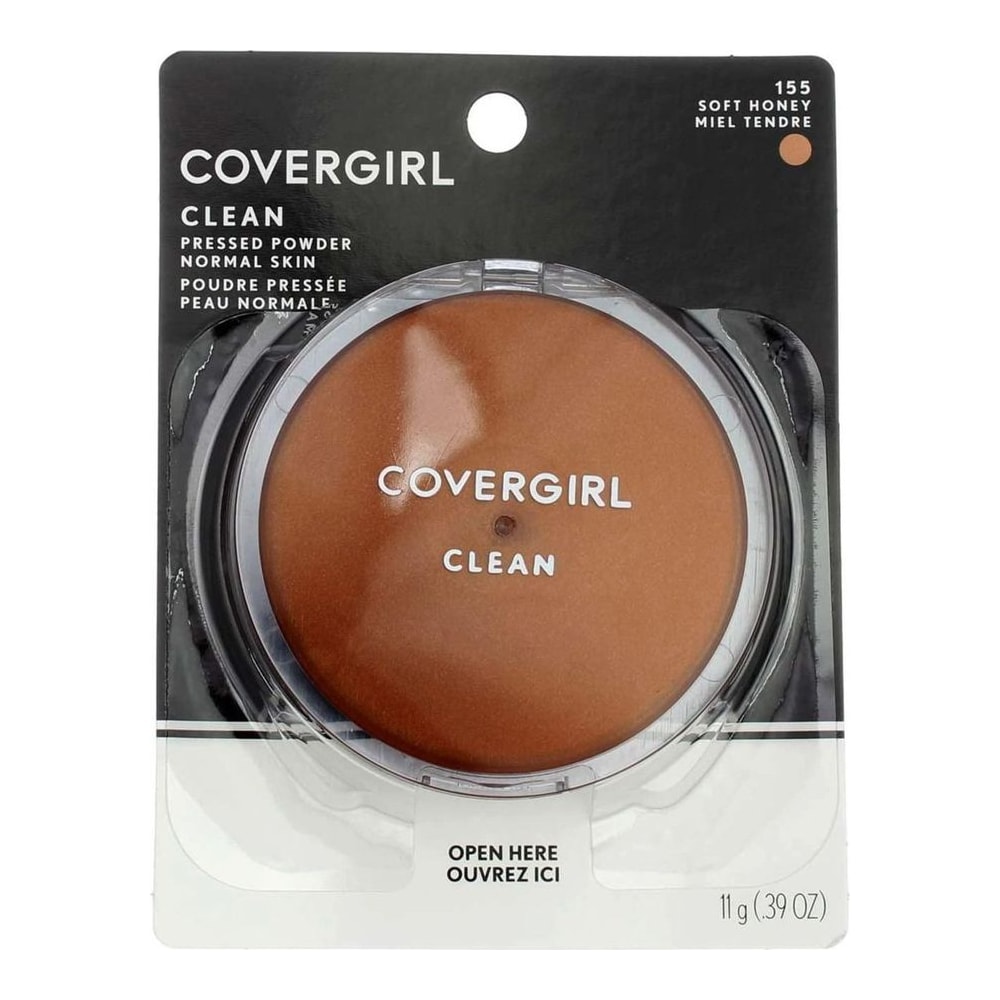 155
SOFT HONEY
MIEL TENDRE
COVERGIRL
CLEAN
PRESSED POWDER
NORMAL SKIN
POUDRE PRESSÉE
PEAU NORMALE
COVERGIRL
CLEAN
OPEN HERE
OUVREZ ICI
11 g (.39 OZ)